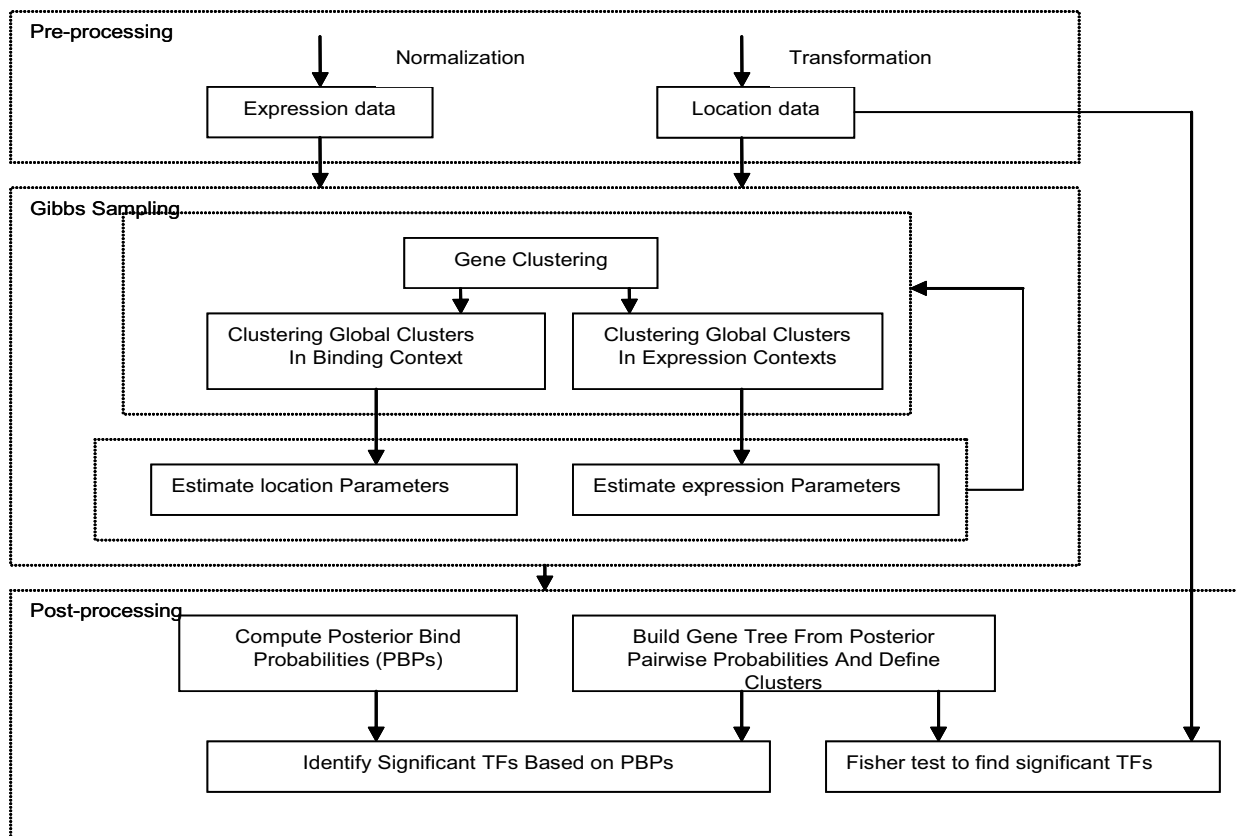 Pre-processing
Normalization
Transformation
Expression data
Location data
Gibbs Sampling
Gene Clustering
Clustering Global Clusters
In Binding Context
Clustering Global Clusters
In Expression Contexts
Estimate location Parameters
Estimate expression Parameters
Post-processing
Compute Posterior Bind
Probabilities (PBPs)
Build Gene Tree From Posterior
Pairwise Probabilities And Define
Clusters
Identify Significant TFs Based on PBPs
Fisher test to find significant TFs